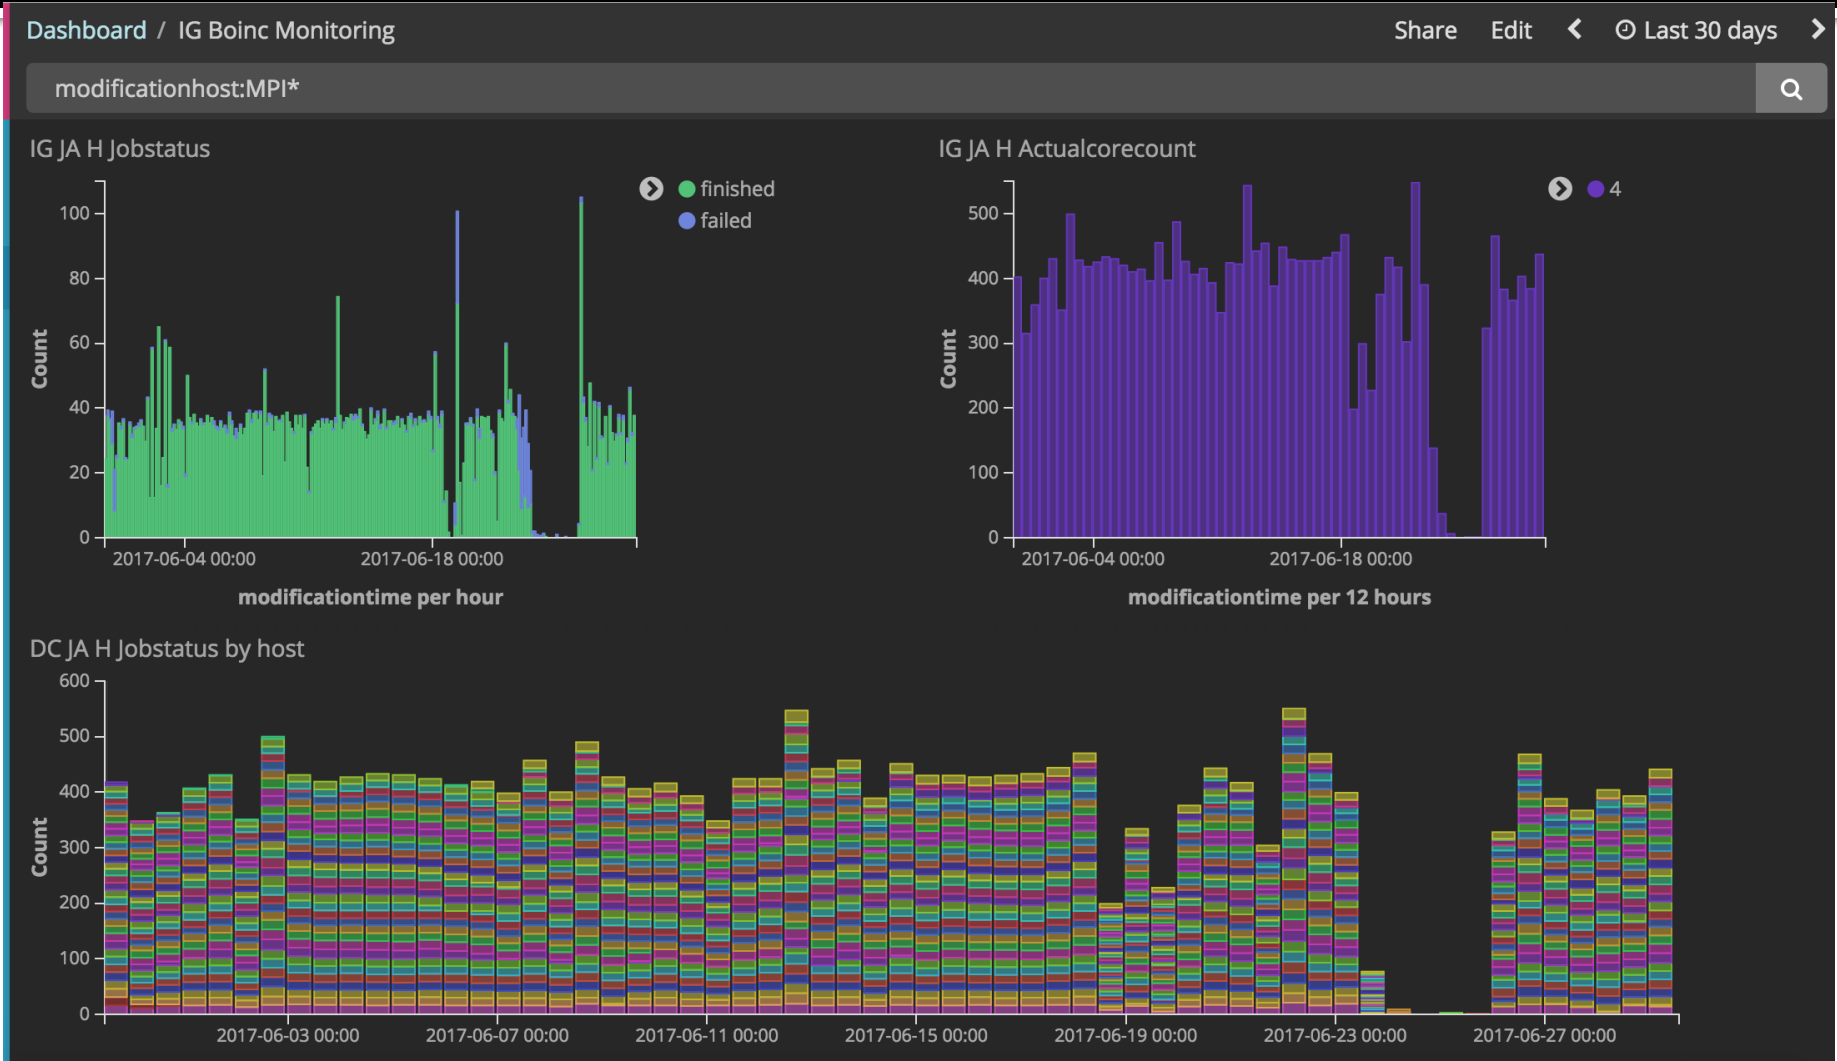 Dashboard / IG Boinc Monitoring
Share Edit Last 30 days
modificationhost:MPI*
IG JA H Jobstatus
100
80
60
40
20
0
Count
2017-06-04 00:00 2017-06-18 00:00
modificationtime per hour
finished
failed
IG JA H Actualcorecount
500
400
300
200
100
0
Count
2017-06-04 00:00 2017-06-18 00:00
modificationtime per 12 hours
4
DC JA H Jobstatus by host
600
500
400
300
200
100
0
Count
2017-06-03 00:00 2017-06-07 00:00 2017-06-11 00:00 2017-06-15 00:00 2017-06-19 00:00 2017-06-23 00:00 2017-06-27 00:00